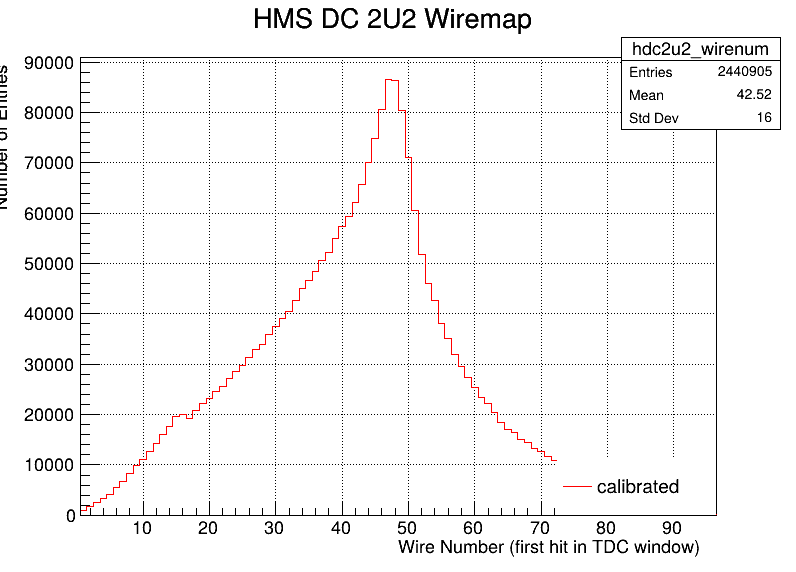 HMS DC 2U2 Wiremap
hdc2u2_wirenum
Entries 2440905
Mean 42.52
Std Dev 16
Number of Entries
90000
80000
70000
60000
50000
40000
30000
20000
10000
0
10 20 30 40 50 60 70 80 90
calibrated
Wire Number (first hit in TDC window)